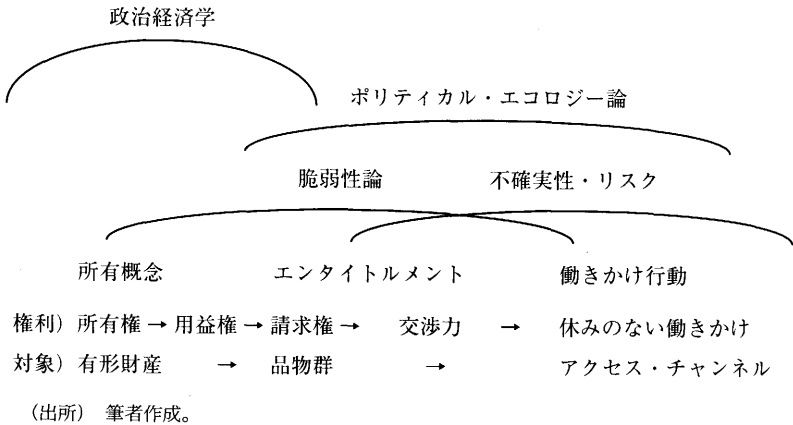 政治経済学
ポリティカル・エコロジー論
脆弱性論 不確実性・リスク
所有概念 エンタイトルメント 働きかけ行動
権利）所有権→用益権→請求権→ 交渉力 → 休みのない働きかけ
対象）有形財産 → 品物群 → アクセス・チャンネル
（出所） 筆者作成。